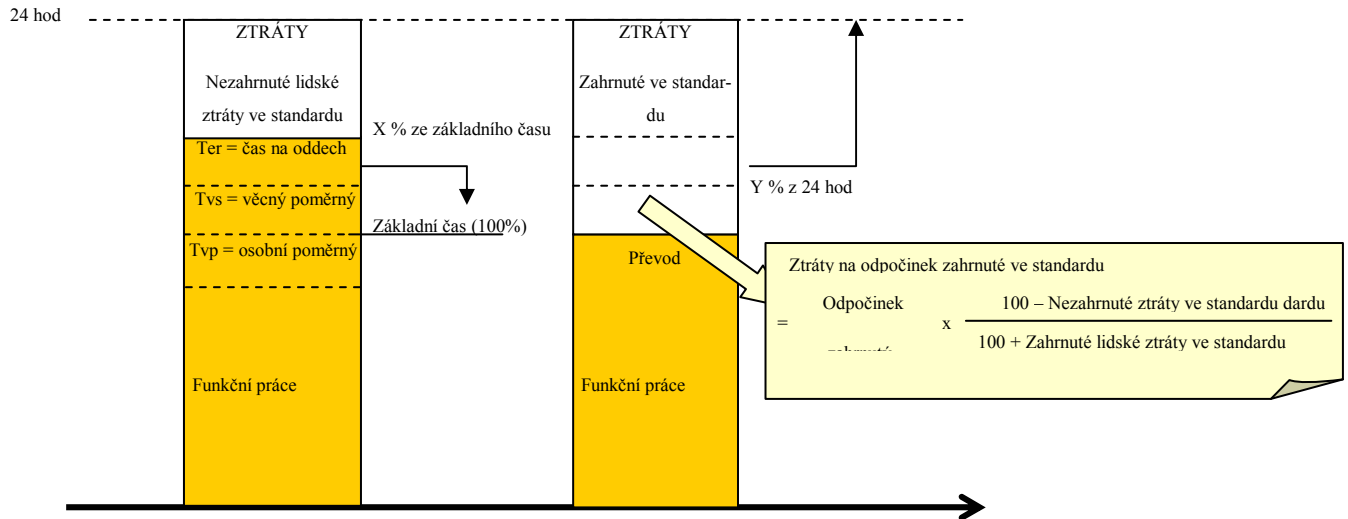 24 hod
ZTRÁTY
Nezahrnuté lidské
ztráty ve standardu
Ter = čas na oddech
Tvs = věcný poměrný
Tvp = osobní poměrný
Funkční práce
X % ze základního času
Základní čas (100%)
ZTRÁTY
Zahrnuté ve standar-
du
Převod
Funkční práce
Y % z 24 hod
Ztráty na odpočinek zahrnuté ve standardu
Odpočinek
=
x
100 – Nezahrnuté ztráty ve standardu dardu
100 + Zahrnuté lidské ztráty ve standardu